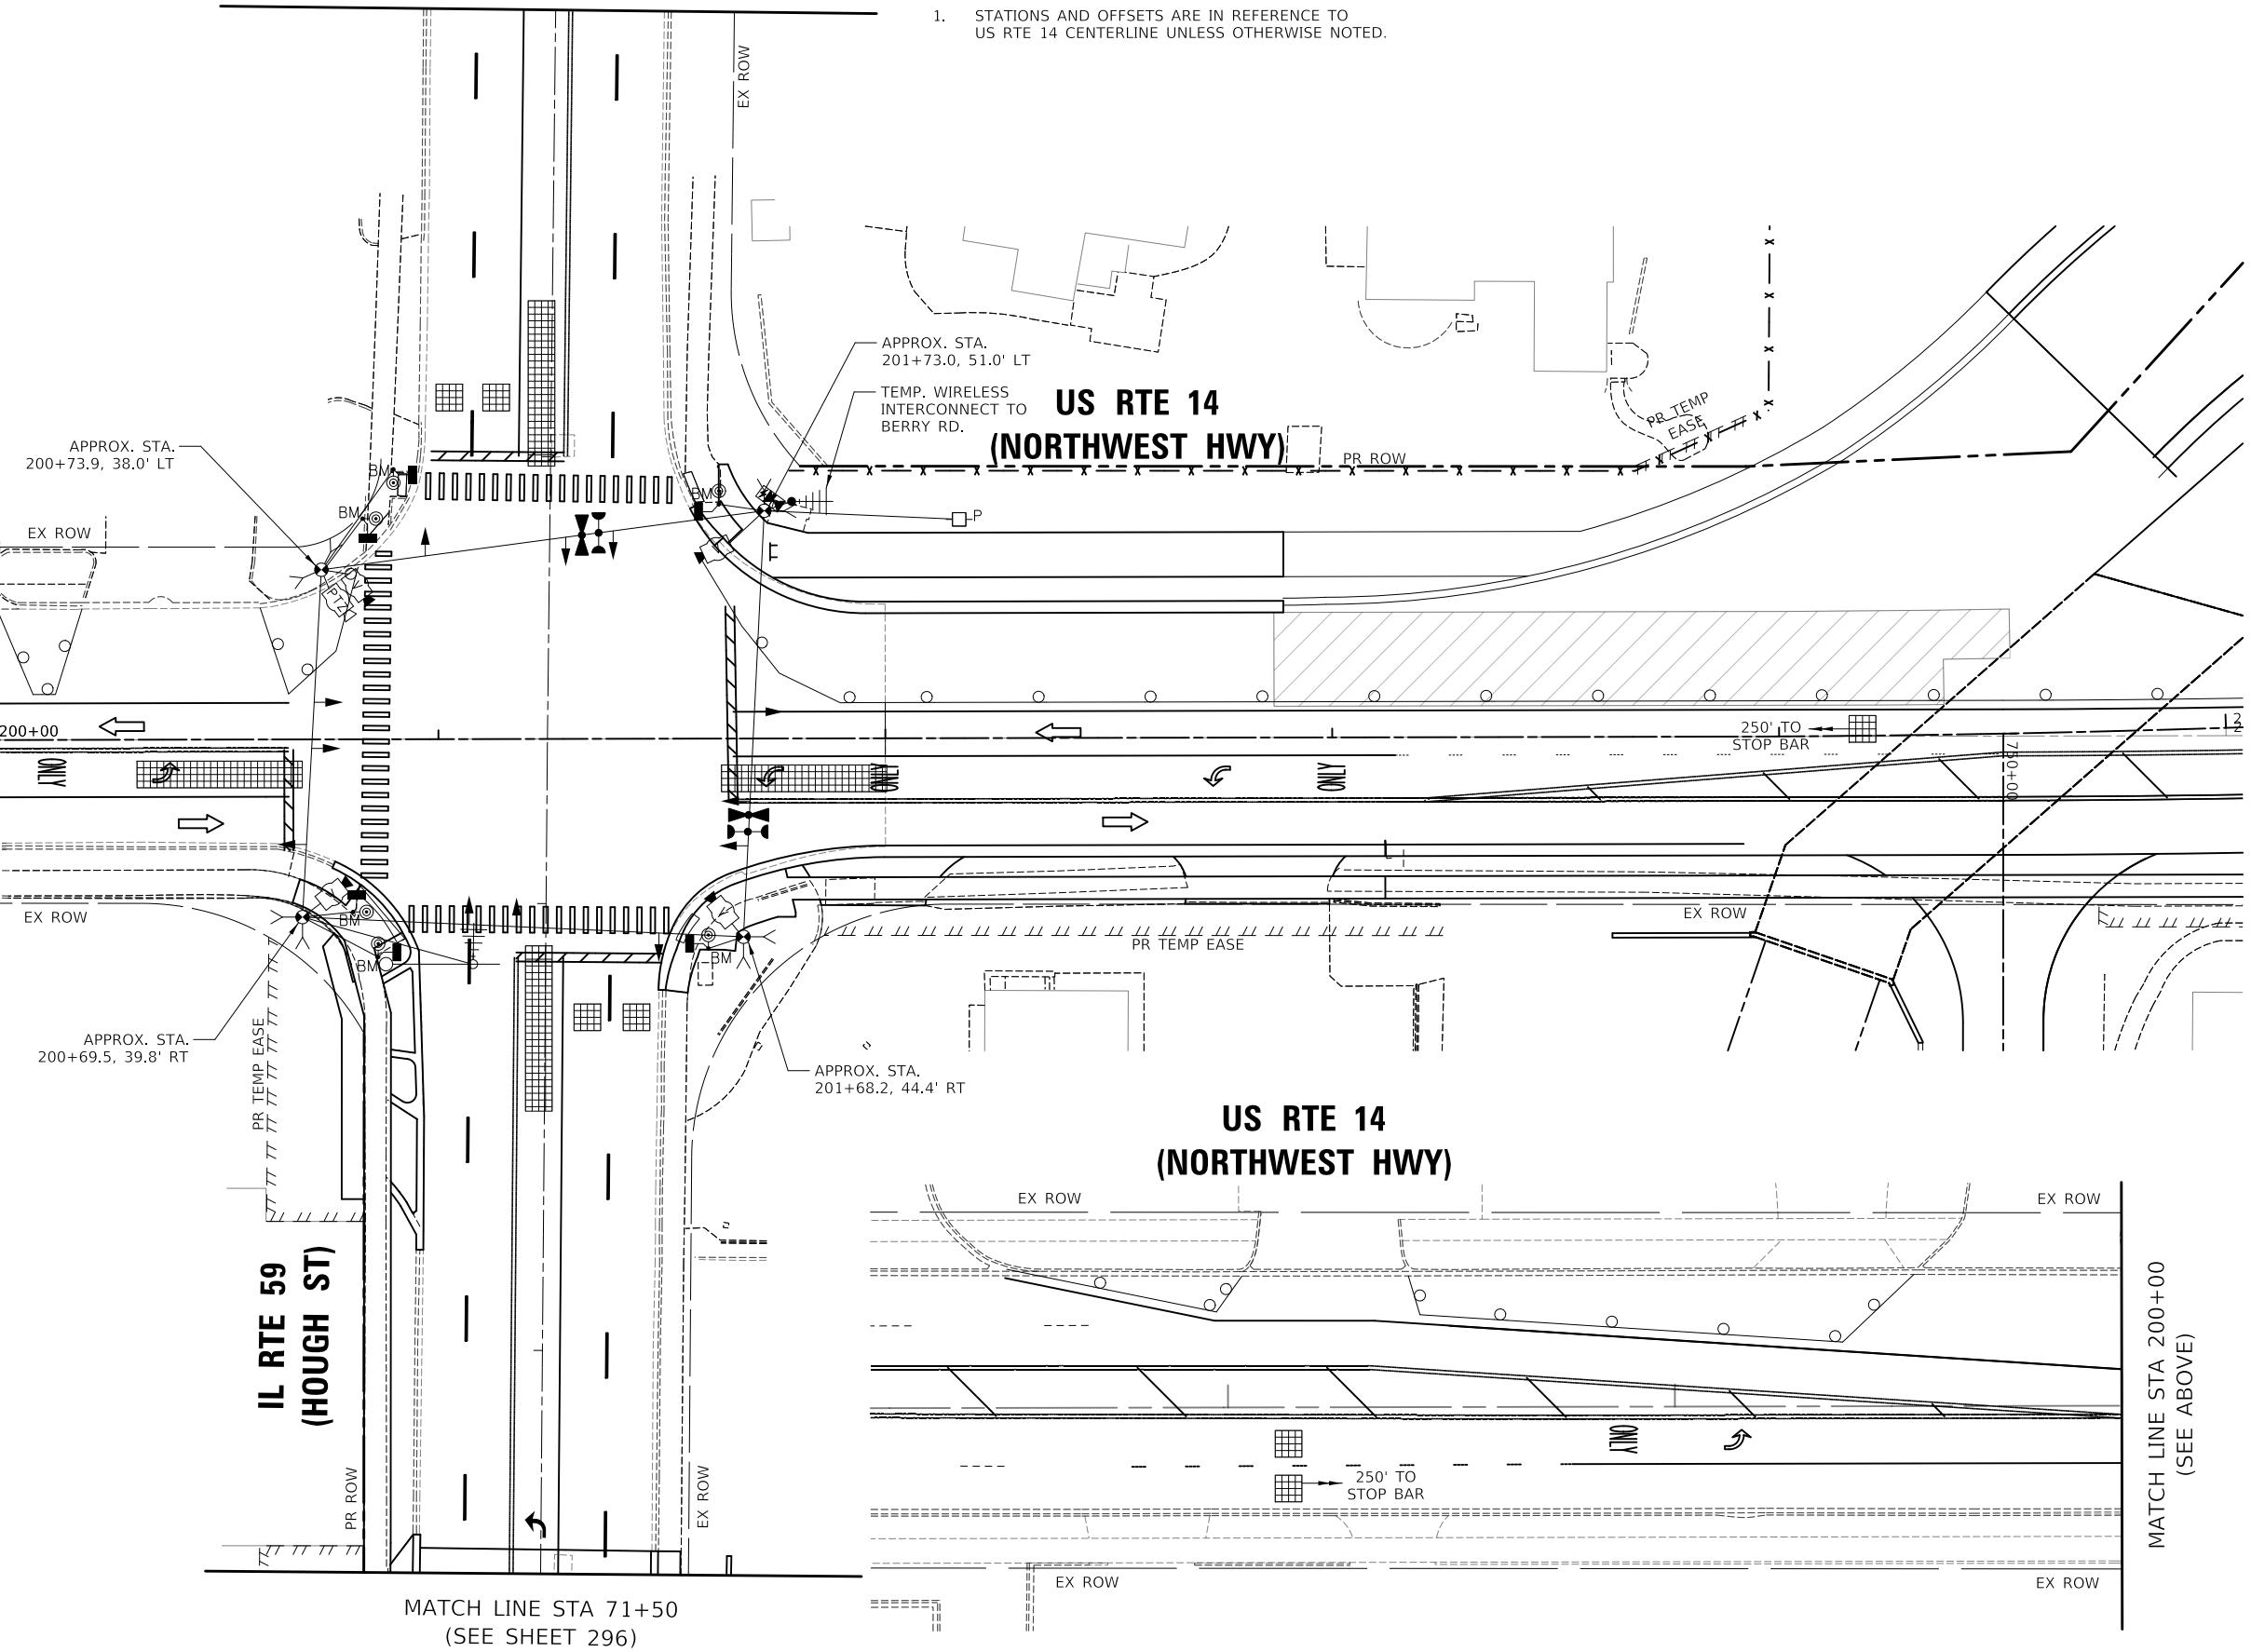 1. STATIONS AND OFFSETS ARE IN REFERENCE TO
US RTE 14 CENTERLINE UNLESS OTHERWISE NOTED.
EX ROW
APPROX. STA.
201+73.0, 51.0' LT
TEMP. WIRELESS
INTERCONNECT TO
BERRY RD.
US RTE 14
(NORTHWEST HWY)
PR TEMP
EASE
PR ROW
APPROX. STA.
200+73.9, 38.0' LT
BM
BM
BM
P
EX ROW
PTZ
200+00
250' TO
STOP BAR
2
2
ONLY
ONLY
ONLY
750+00
EX ROW
BM
BM
BM
EX ROW
PR TEMP EASE
APPROX. STA.
200+69.5, 39.8' RT
PR TEMP EASE
APPROX. STA.
201+68.2, 44.4' RT
US RTE 14
(NORTHWEST HWY)
EX ROW
EX ROW
IL RTE 59
(HOUGH ST)
MATCH LINE STA 200+00
(SEE ABOVE)
ONLY
250' TO
STOP BAR
PR ROW
EX ROW
EX ROW
EX ROW
MATCH LINE STA 71+50
(SEE SHEET 296)